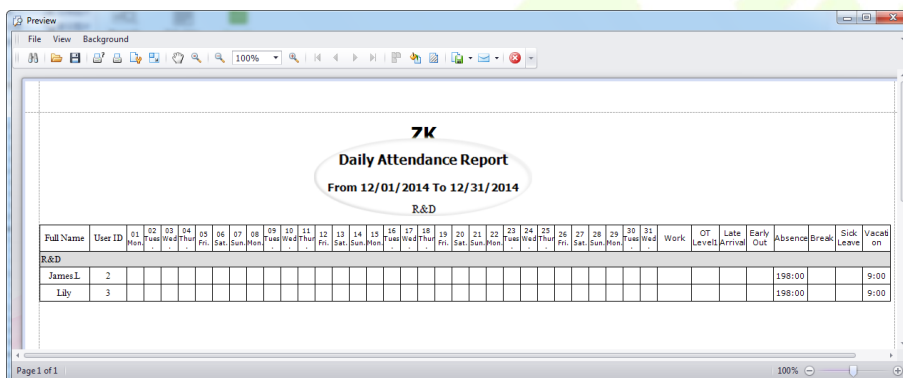 Preview
File View Background
100%
ZK
Daily Attendance Report
From 12/01/2014 To 12/31/2014
R&D
Full Name User ID 01 Mon. 02 Tues. 03 Wed. 04 Thur. 05 Fri. 06 Sat. 07 Sun. 08 Mon. 09 Tues. 10 Wed. 11 Thur. 12 Fri. 13 Sat. 14 Sun. 15 Mon. 16 Tues. 17 Wed. 18 Thur. 19 Fri. 20 Sat. 21 Sun. 22 Mon. 23 Tues. 24 Wed. 25 Thur. 26 Fri. 27 Sat. 28 Sun. 29 Mon. 30 Tues. 31 Wed. Work OT Level1 Late Arrival Early Out Absence Break Sick Leave Vacation
R&D
James.L 2 198:00 9:00
Lily 3 198:00 9:00
Page 1 of 1 100%